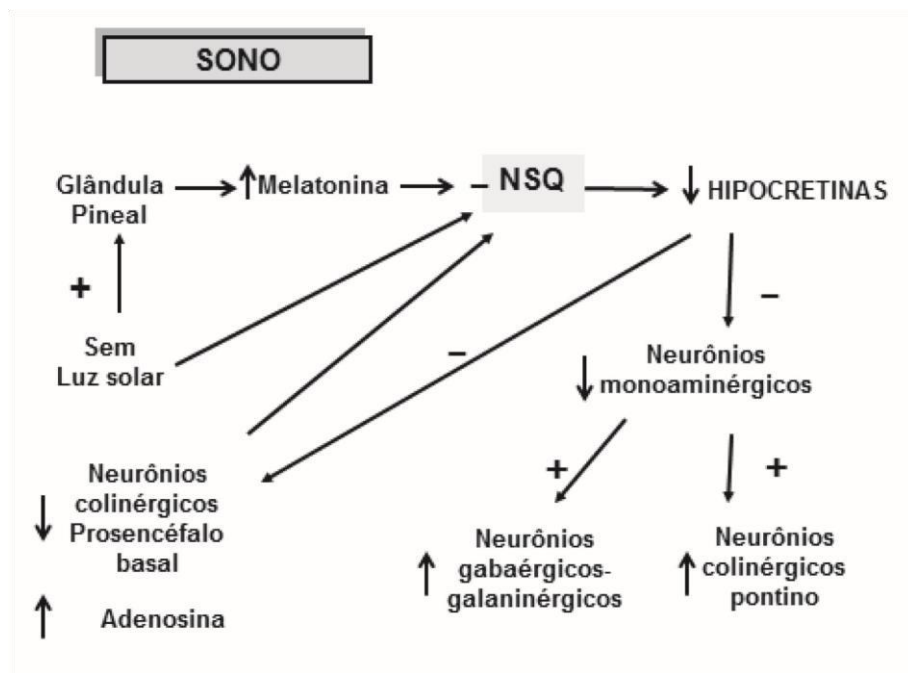 SONO
Glândula
Pineal
↑Melatonina
– NSQ
↓ HIPOCRETINAS
+
–
Sem
Luz solar
–
Neurônios
↓ monoaminérgicos
+
+
Neurônios
colinérgicos
↓ Prosencéfalo
basal
↑ Adenosina
Neurônios
↑ gabaérgicos-
galaninérgicos
Neurônios
↑ colinérgicos
pontino